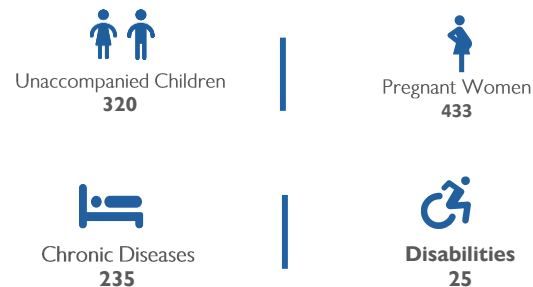 Unaccompanied Children
320
Pregnant Women
433
Chronic Diseases
235
Disabilities
25